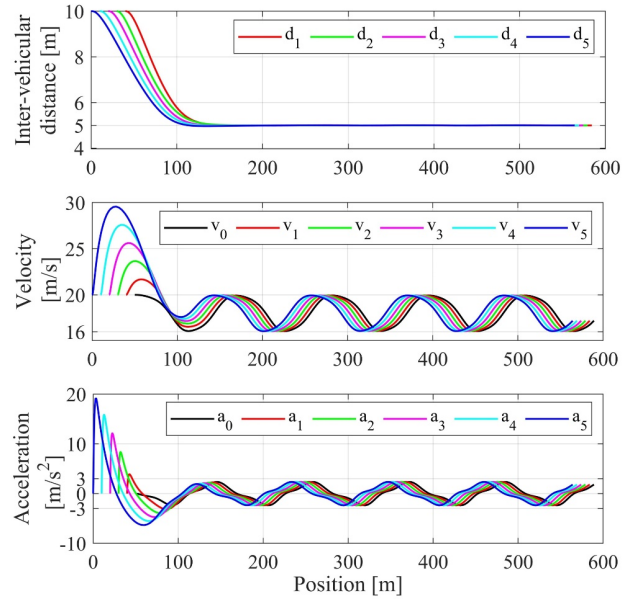 10
8
6
5
4
Inter-vehicular
distance [m]
d1 d2 d3 d4 d5
0 100 200 300 400 500 600
30
25
20
16
Velocity
[m/s]
v0 v1 v2 v3 v4 v5
0 100 200 300 400 500 600
20
10
3
0
-3
-10
Acceleration
[m/s2]
a0 a1 a2 a3 a4 a5
0 100 200 300 400 500 600
Position [m]